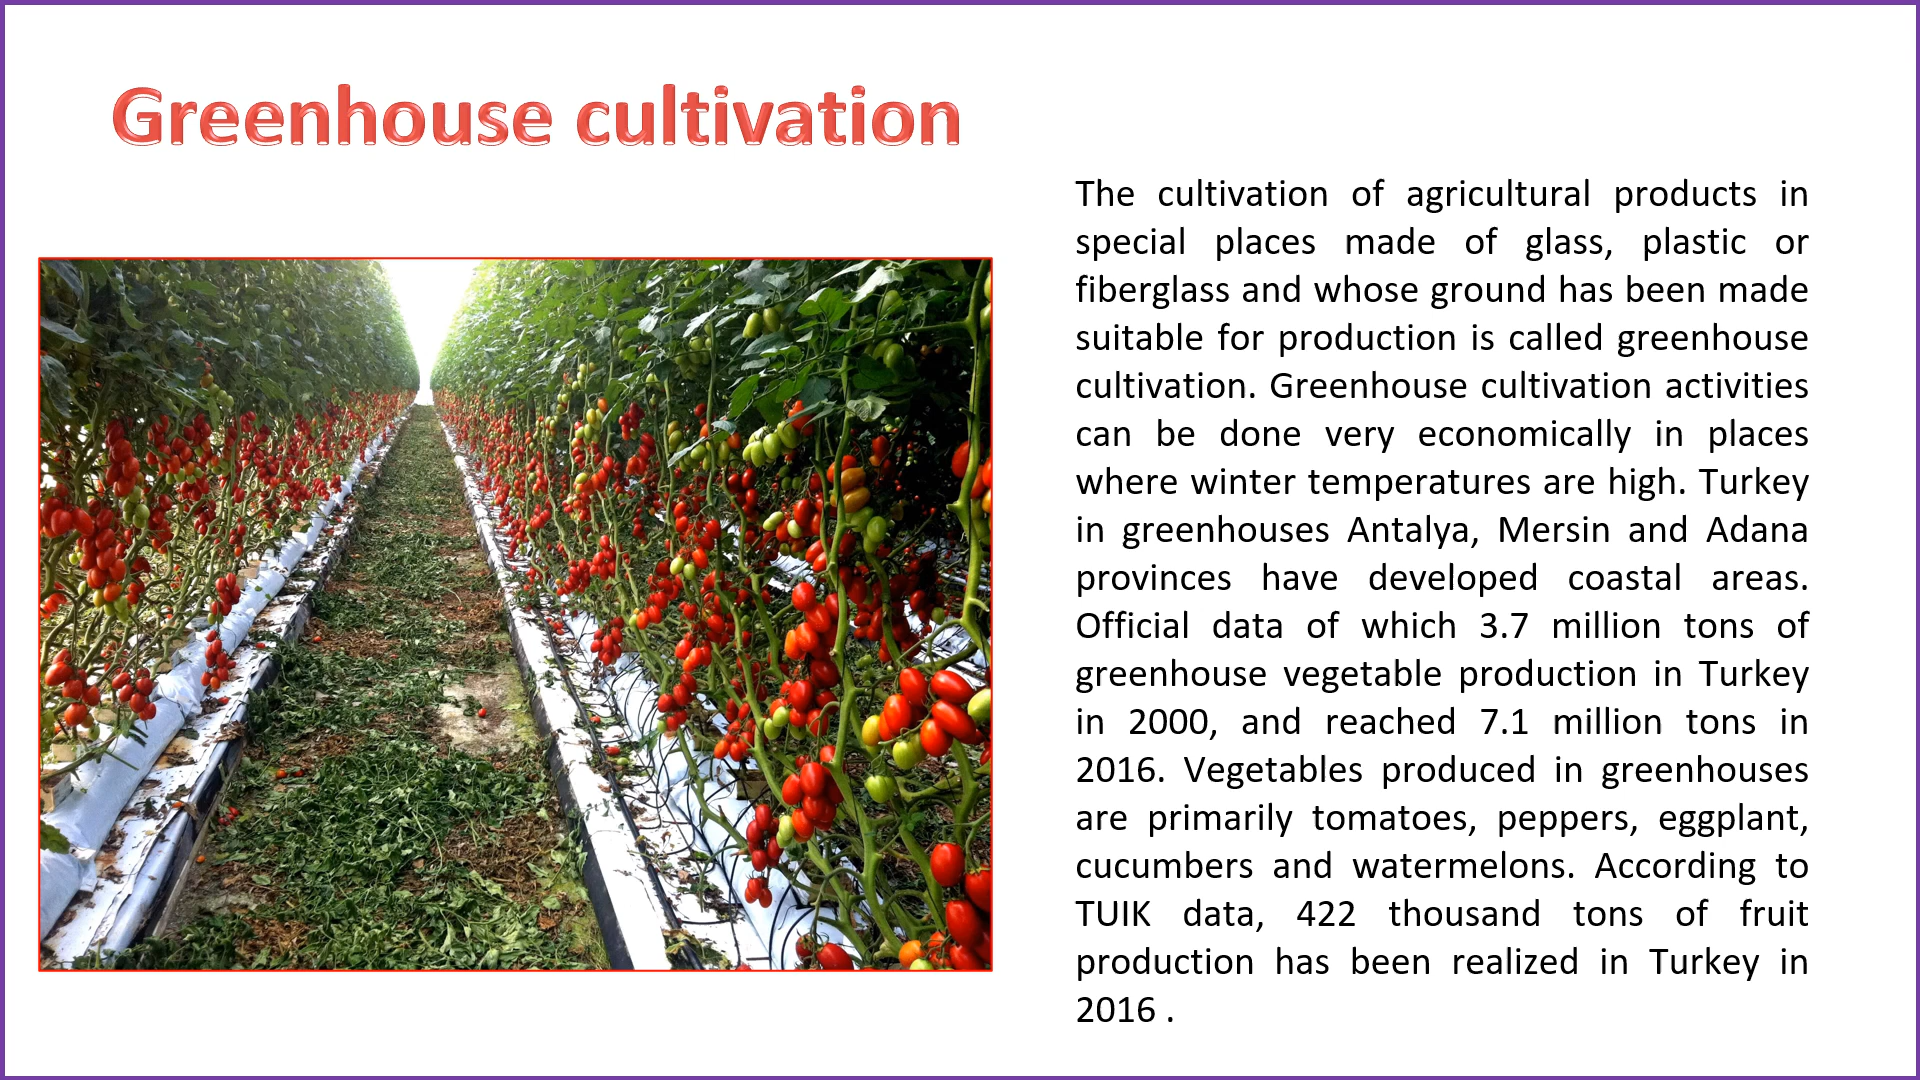 Greenhouse cultivation
The cultivation of agricultural products in
special places made of glass, plastic or
fiberglass and whose ground has been made
suitable for production is called greenhouse
cultivation. Greenhouse cultivation activities
can be done very economically in places
where winter temperatures are high. Turkey
in greenhouses Antalya, Mersin and Adana
provinces have developed coastal areas.
Official data of which 3.7 million tons of
greenhouse vegetable production in Turkey
in 2000, and reached 7.1 million tons in
2016. Vegetables produced in greenhouses
are primarily tomatoes, peppers, eggplant,
cucumbers and watermelons. According to
TUIK data, 422 thousand tons of fruit
production has been realized in Turkey in
2016 .